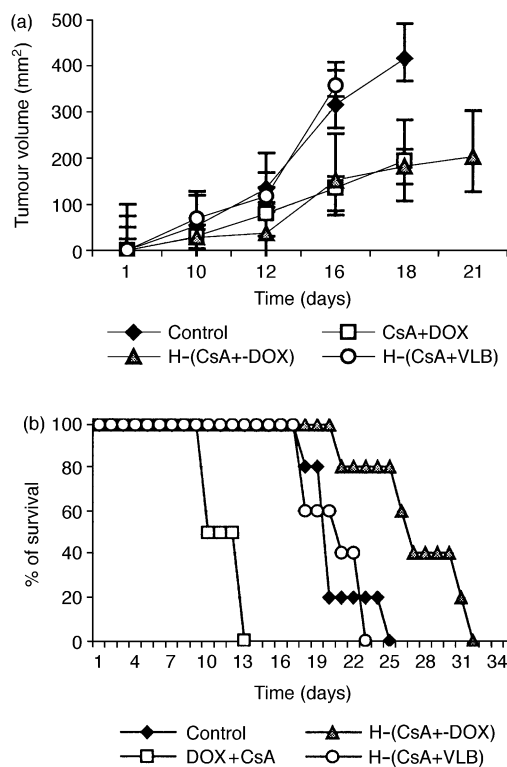 (a)
500
400
300
200
100
0
Tumour volume (mm²)
1 10 12 16 18 21
Time (days)
Control
CsA+DOX
H–(CsA+-DOX)
H–(CsA+VLB)
(b)
100
80
60
40
20
0
% of survival
1 4 7 10 13 16 19 22 25 28 31 34
Time (days)
Control
H–(CsA+-DOX)
DOX+CsA
H–(CsA+VLB)